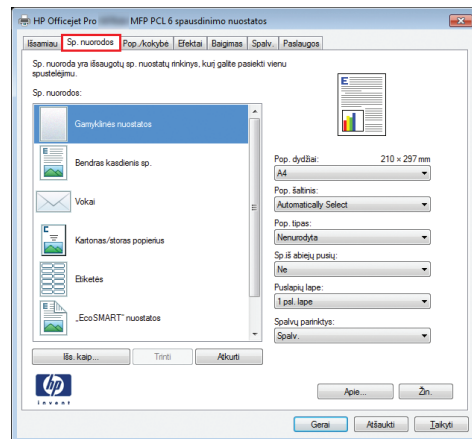 HP Officejet Pro MFP PCL 6 spausdinimo nuostatos
Išsamiau Sp. nuorodos Pop./kokybė Efektai Baigimas Spalv. Paslaugos
Sp. nuoroda yra išsaugotų sp. nuostatų rinkinys, kurį galite pasiekti vienu
spustelėjimu.
Sp. nuorodos:
Gamyklinės nuostatos
Bendras kasdienis sp.
Vokai
Kartonas/storas popierius
Etiketės
„EcoSMART“ nuostatos
Išs. kaip... Trinti Atkurti
Pop. dydžiai: 210 × 297 mm
A4
Pop. šaltinis:
Automatically Select
Pop. tipas:
Nenurodyta
Sp.iš abiejų pusių:
Ne
Puslapių lape:
1 psl. lape
Spalvų parinktys:
Spalv.
hp
invent
Apie... Žin.
Gerai Atšaukti Taikyti